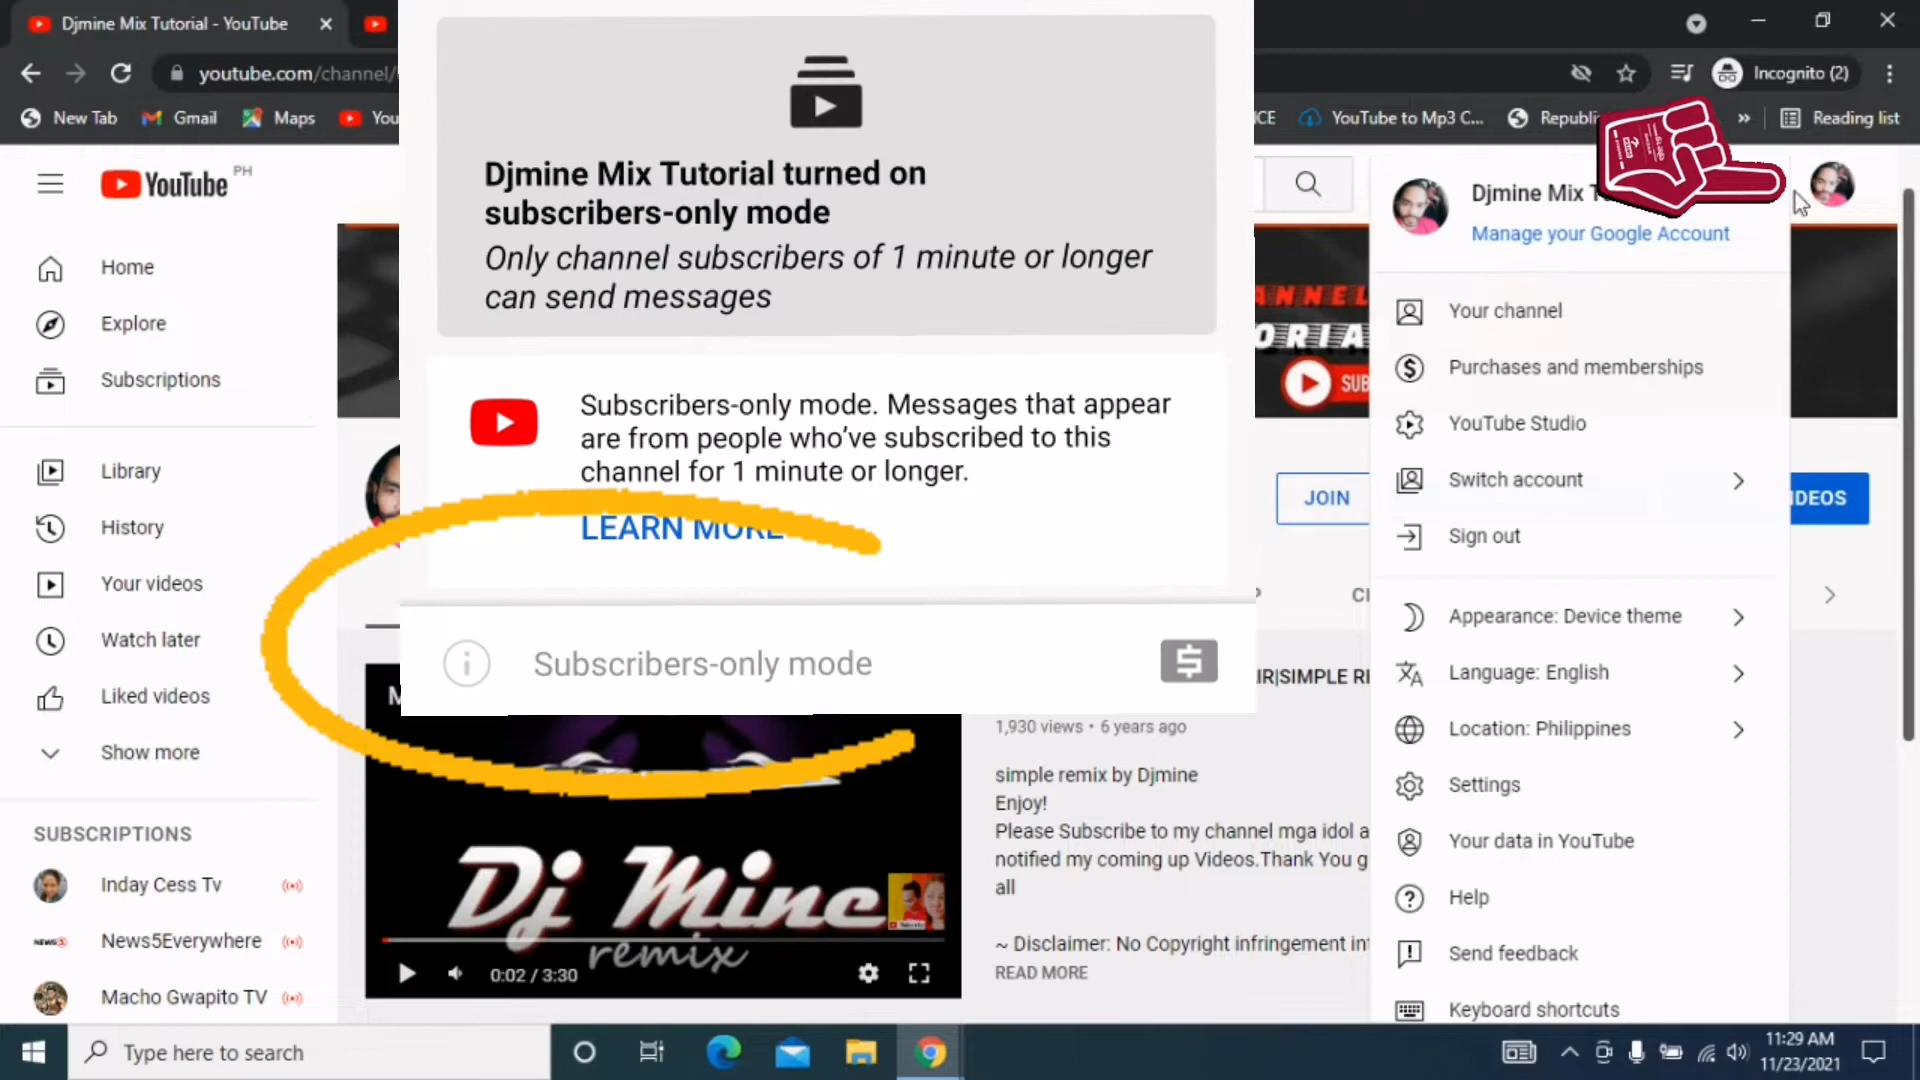 Djmine Mix Tutorial - YouTube
youtube.com/channel/
Incognito (2)
New Tab
Gmail
Maps
You
CE
YouTube to Mp3 C...
Republi
Reading list
YouTube PH
Home
Explore
Subscriptions
Library
History
Your videos
Watch later
Liked videos
Show more
SUBSCRIPTIONS
Inday Cess Tv
News5Everywhere
Macho Gwapito TV
Djmine Mix Tutorial turned on
subscribers-only mode
Only channel subscribers of 1 minute or longer
can send messages
Subscribers-only mode. Messages that appear
are from people who’ve subscribed to this
channel for 1 minute or longer.
LEARN MORE
Subscribers-only mode
ANNEL
ORIA
SUB
JOIN
IDEOS
M
Dj Mine
remix
0:02 / 3:30
IR|SIMPLE RE
1,930 views • 6 years ago
simple remix by Djmine
Enjoy!
Please Subscribe to my channel mga idol a
notified my coming up Videos.Thank You g
all
~ Disclaimer: No Copyright infringement int
READ MORE
Djmine Mix T
Manage your Google Account
Your channel
Purchases and memberships
YouTube Studio
Switch account
Sign out
Appearance: Device theme
Language: English
Location: Philippines
Settings
Your data in YouTube
Help
Send feedback
Keyboard shortcuts
Type here to search
11:29 AM
11/23/2021